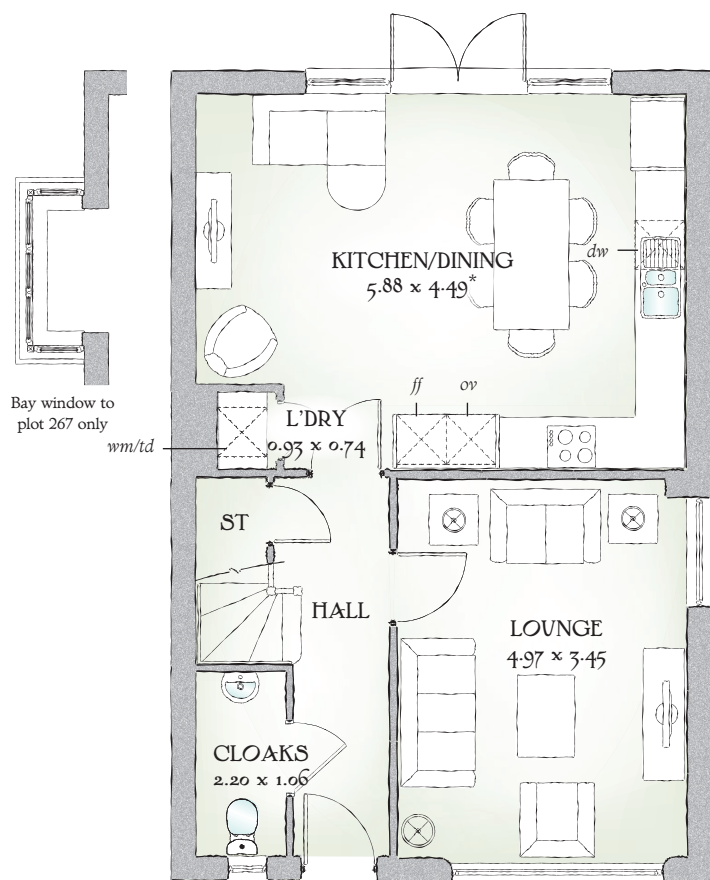 KITCHEN/DINING
5.88 x 4.49*
dw
Bay window to
plot 267 only
ff
ov
L'DRY
0.93 x 0.74
wm/td
ST
HALL
LOUNGE
4.97 x 3.45
CLOAKS
2.20 x 1.06